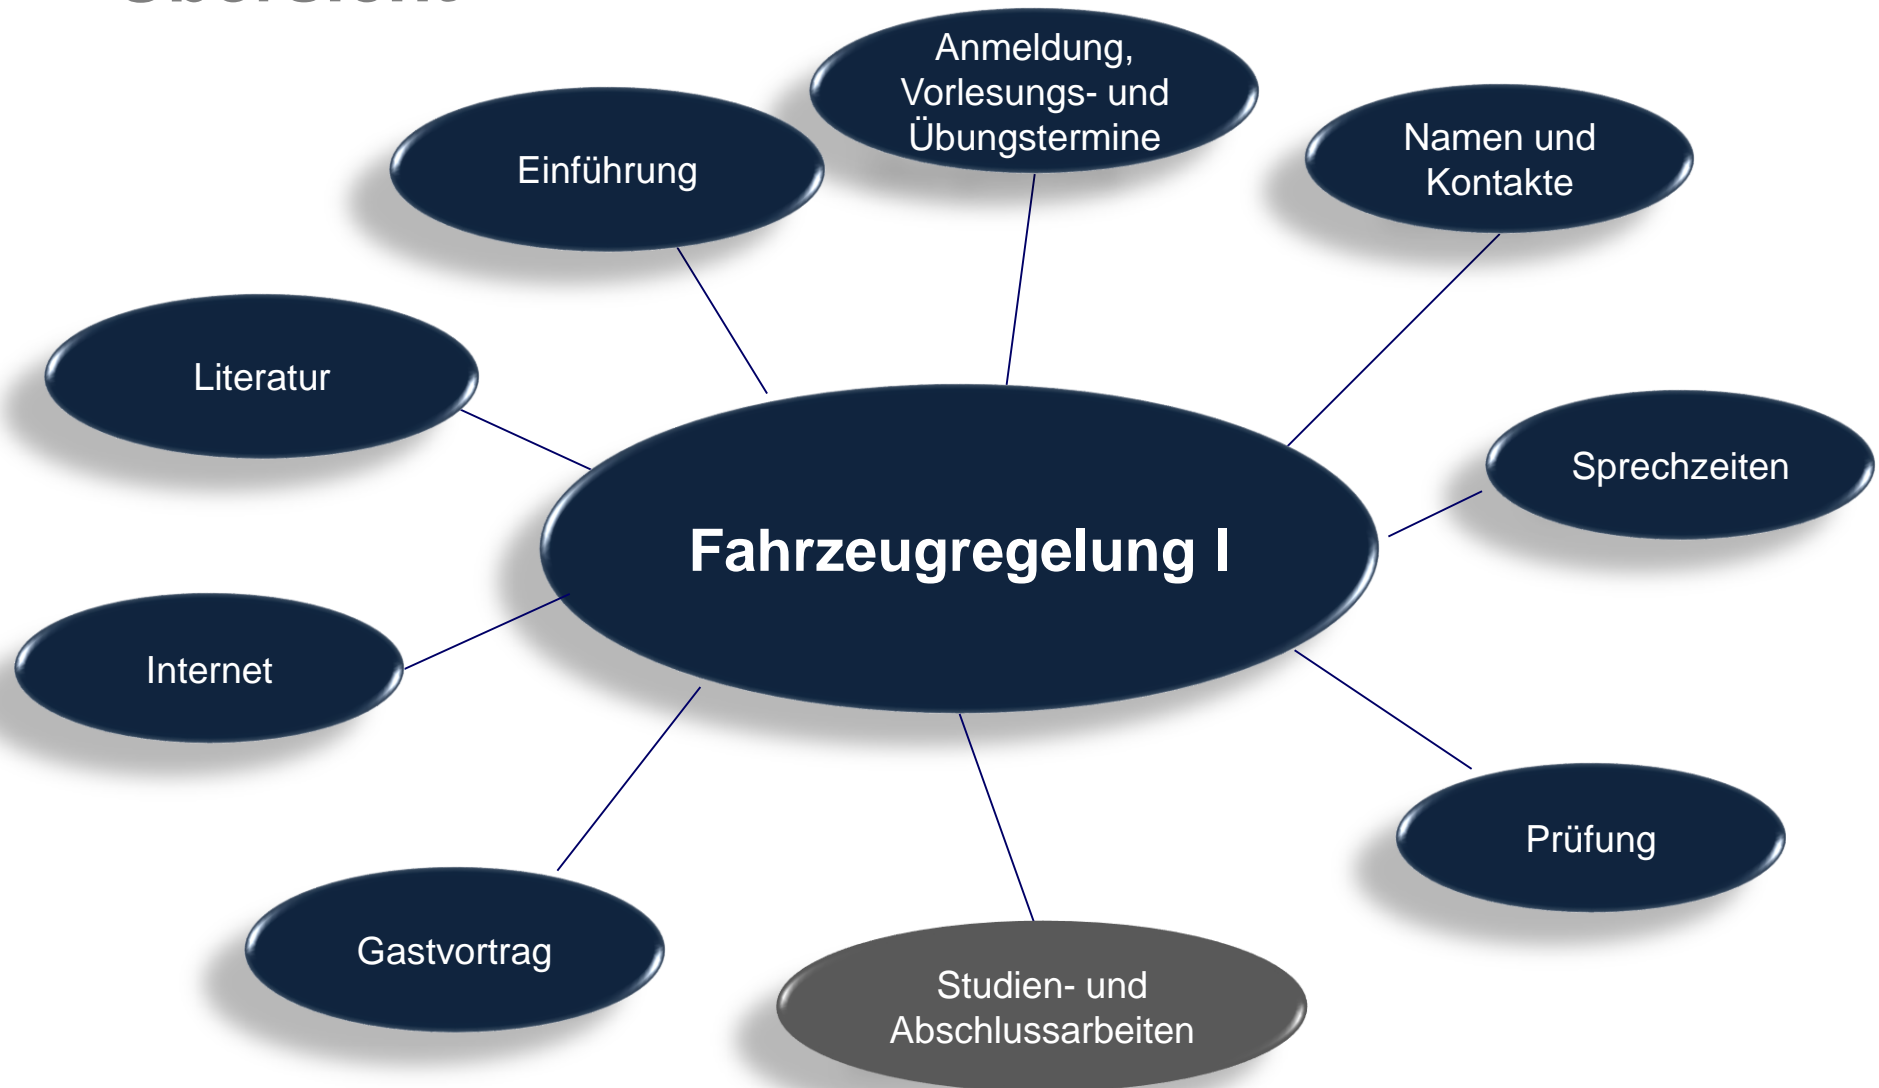 Anmeldung,
Vorlesungs- und
Übungstermine
Einführung
Namen und
Kontakte
Literatur
Sprechzeiten
Fahrzeugregelung I
Internet
Prüfung
Gastvortrag
Studien- und
Abschlussarbeiten